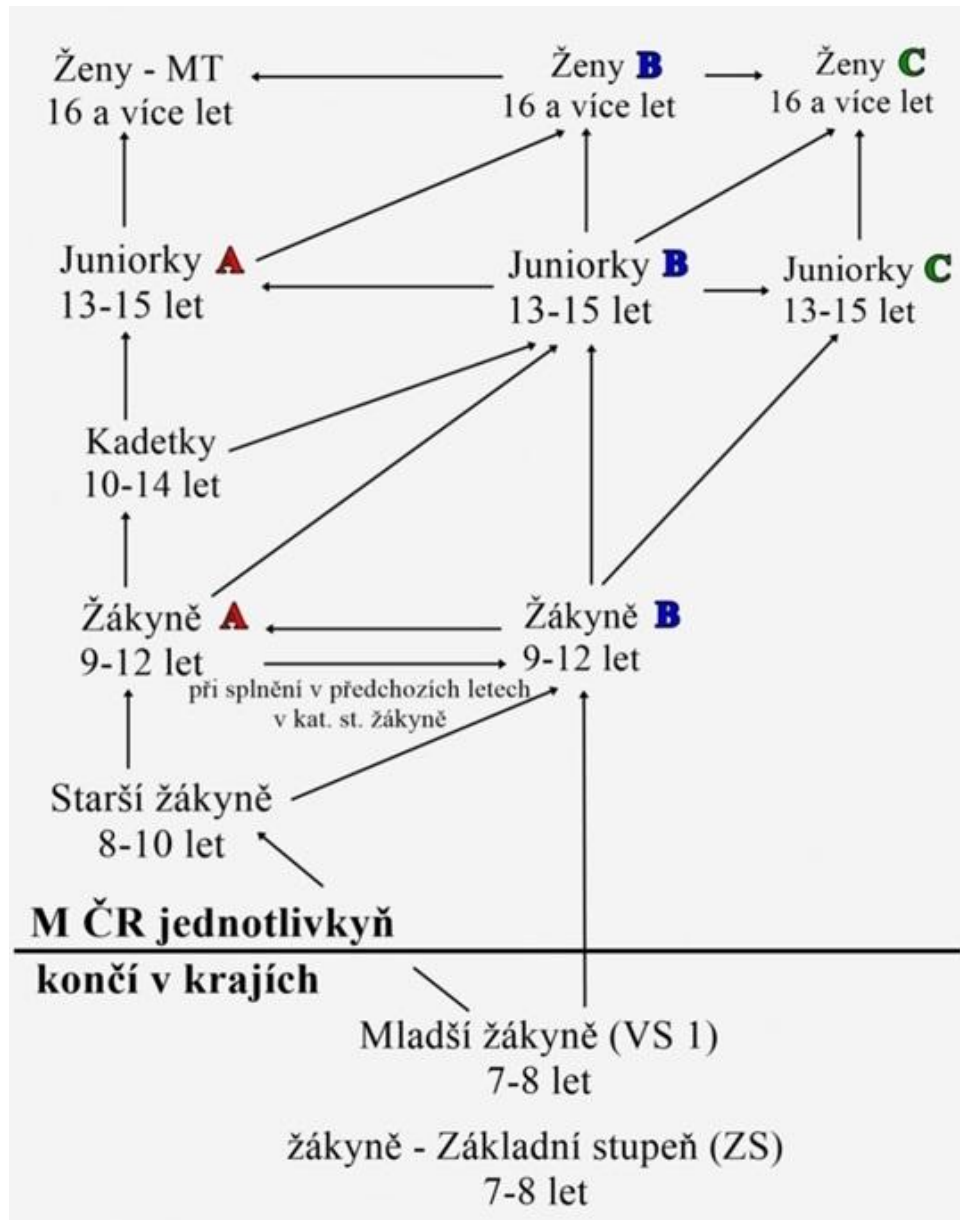 Ženy - MT
16 a více let
Ženy B
16 a více let
Ženy C
16 a více let
Juniorky A
13-15 let
Juniorky B
13-15 let
Juniorky C
13-15 let
Kadetky
10-14 let
Žákyně A
9-12 let
Žákyně B
9-12 let
při splnění v předchozích letech
v kat. st. žákyně
Starší žákyně
8-10 let
M ČR jednotlivkyň
končí v krajích
Mladší žákyně (VS 1)
7-8 let
žákyně - Základní stupeň (ZS)
7-8 let